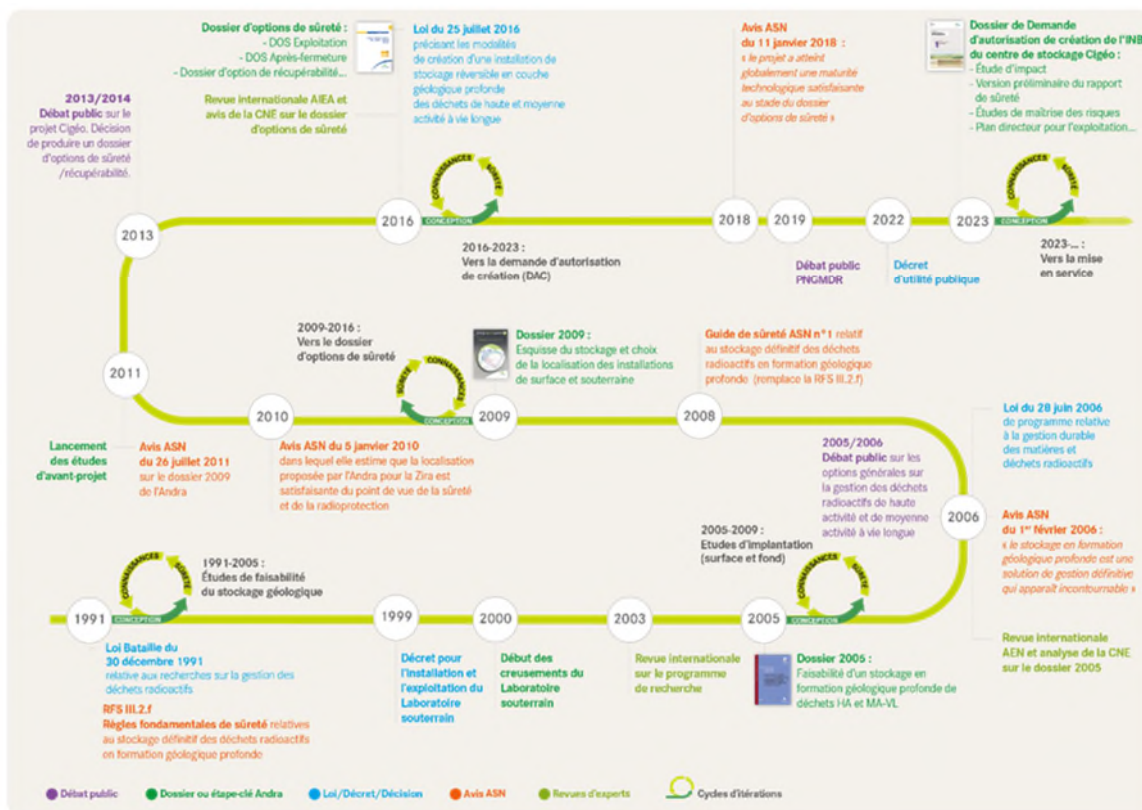 Dossier d'options de sûreté :
- DOS Exploitation
- DOS Après-fermeture
- Dossier d'option de récupérabilité...
Revue internationale AIEA et
avis de la CNE sur le dossier
d'options de sûreté
Loi du 25 juillet 2016
précisant les modalités
de création d'une installation de
stockage réversible en couche
géologique profonde
des déchets de haute et moyenne
activité à vie longue
Avis ASN
du 11 janvier 2018 :
« le projet a atteint
globalement une maturité
technologique satisfaisante
au stade du dossier
d'options de sûreté »
Dossier de Demande
d'autorisation de création de l'INB
du centre de stockage Cigéo :
- Étude d'impact
- Version préliminaire du rapport
de sûreté
- Études de maîtrise des risques
- Plan directeur pour l'exploitation...
2013/2014
Débat public sur le
projet Cigéo. Décision
de produire un dossier
d'options de sûreté
/récupérabilité.
CONNAISSANCES
SÛRETÉ
CONCEPTION
CONNAISSANCES
SÛRETÉ
CONCEPTION
2013
2016
2018
2019
2022
2023
2016-2023 :
Vers la demande d'autorisation
de création (DAC)
Débat public
PNGMDR
Décret
d'utilité publique
2023-... :
Vers la mise
en service
2009-2016 :
Vers le dossier
d'options de sûreté
CONNAISSANCES
SÛRETÉ
CONCEPTION
Dossier 2009 :
Esquisse du stockage et choix
de la localisation des installations
de surface et souterraine
Guide de sûreté ASN n°1 relatif
au stockage définitif des déchets
radioactifs en formation géologique
profonde (remplace la RFS III.2.f)
2011
2010
2009
2008
Lancement
des études
d'avant-projet
Avis ASN
du 26 juillet 2011
sur le dossier 2009
de l'Andra
Avis ASN du 5 janvier 2010
dans lequel elle estime que la localisation
proposée par l'Andra pour la Zira est
satisfaisante du point de vue de la sûreté
et de la radioprotection
2005/2006
Débat public sur les
options générales sur
la gestion des déchets
radioactifs de haute
activité et de moyenne
activité à vie longue
Loi du 28 juin 2006
de programme relative
à la gestion durable
des matières et
déchets radioactifs
2006
Avis ASN
du 1er février 2006 :
« le stockage en formation
géologique profonde est une
solution de gestion définitive
qui apparaît incontournable »
Revue internationale
AEN et analyse de la CNE
sur le dossier 2005
CONNAISSANCES
SÛRETÉ
CONCEPTION
1991-2005 :
Études de faisabilité
du stockage géologique
2005-2009 :
Etudes d'implantation
(surface et fond)
CONNAISSANCES
SÛRETÉ
CONCEPTION
1991
1999
2000
2003
2005
Loi Bataille du
30 décembre 1991
relative aux recherches sur la gestion des
déchets radioactifs
RFS III.2.f
Règles fondamentales de sûreté relatives
au stockage définitif des déchets radioactifs
en formation géologique profonde
Décret pour
l'installation et
l'exploitation du
Laboratoire
souterrain
Début des
creusements du
Laboratoire
souterrain
Revue internationale
sur le programme
de recherche
Dossier 2005 :
Faisabilité d'un stockage en
formation géologique profonde de
déchets HA et MA-VL
Débat public
Dossier ou étape-clé Andra
Loi/Décret/Décision
Avis ASN
Revues d'experts
Cycles d'itérations